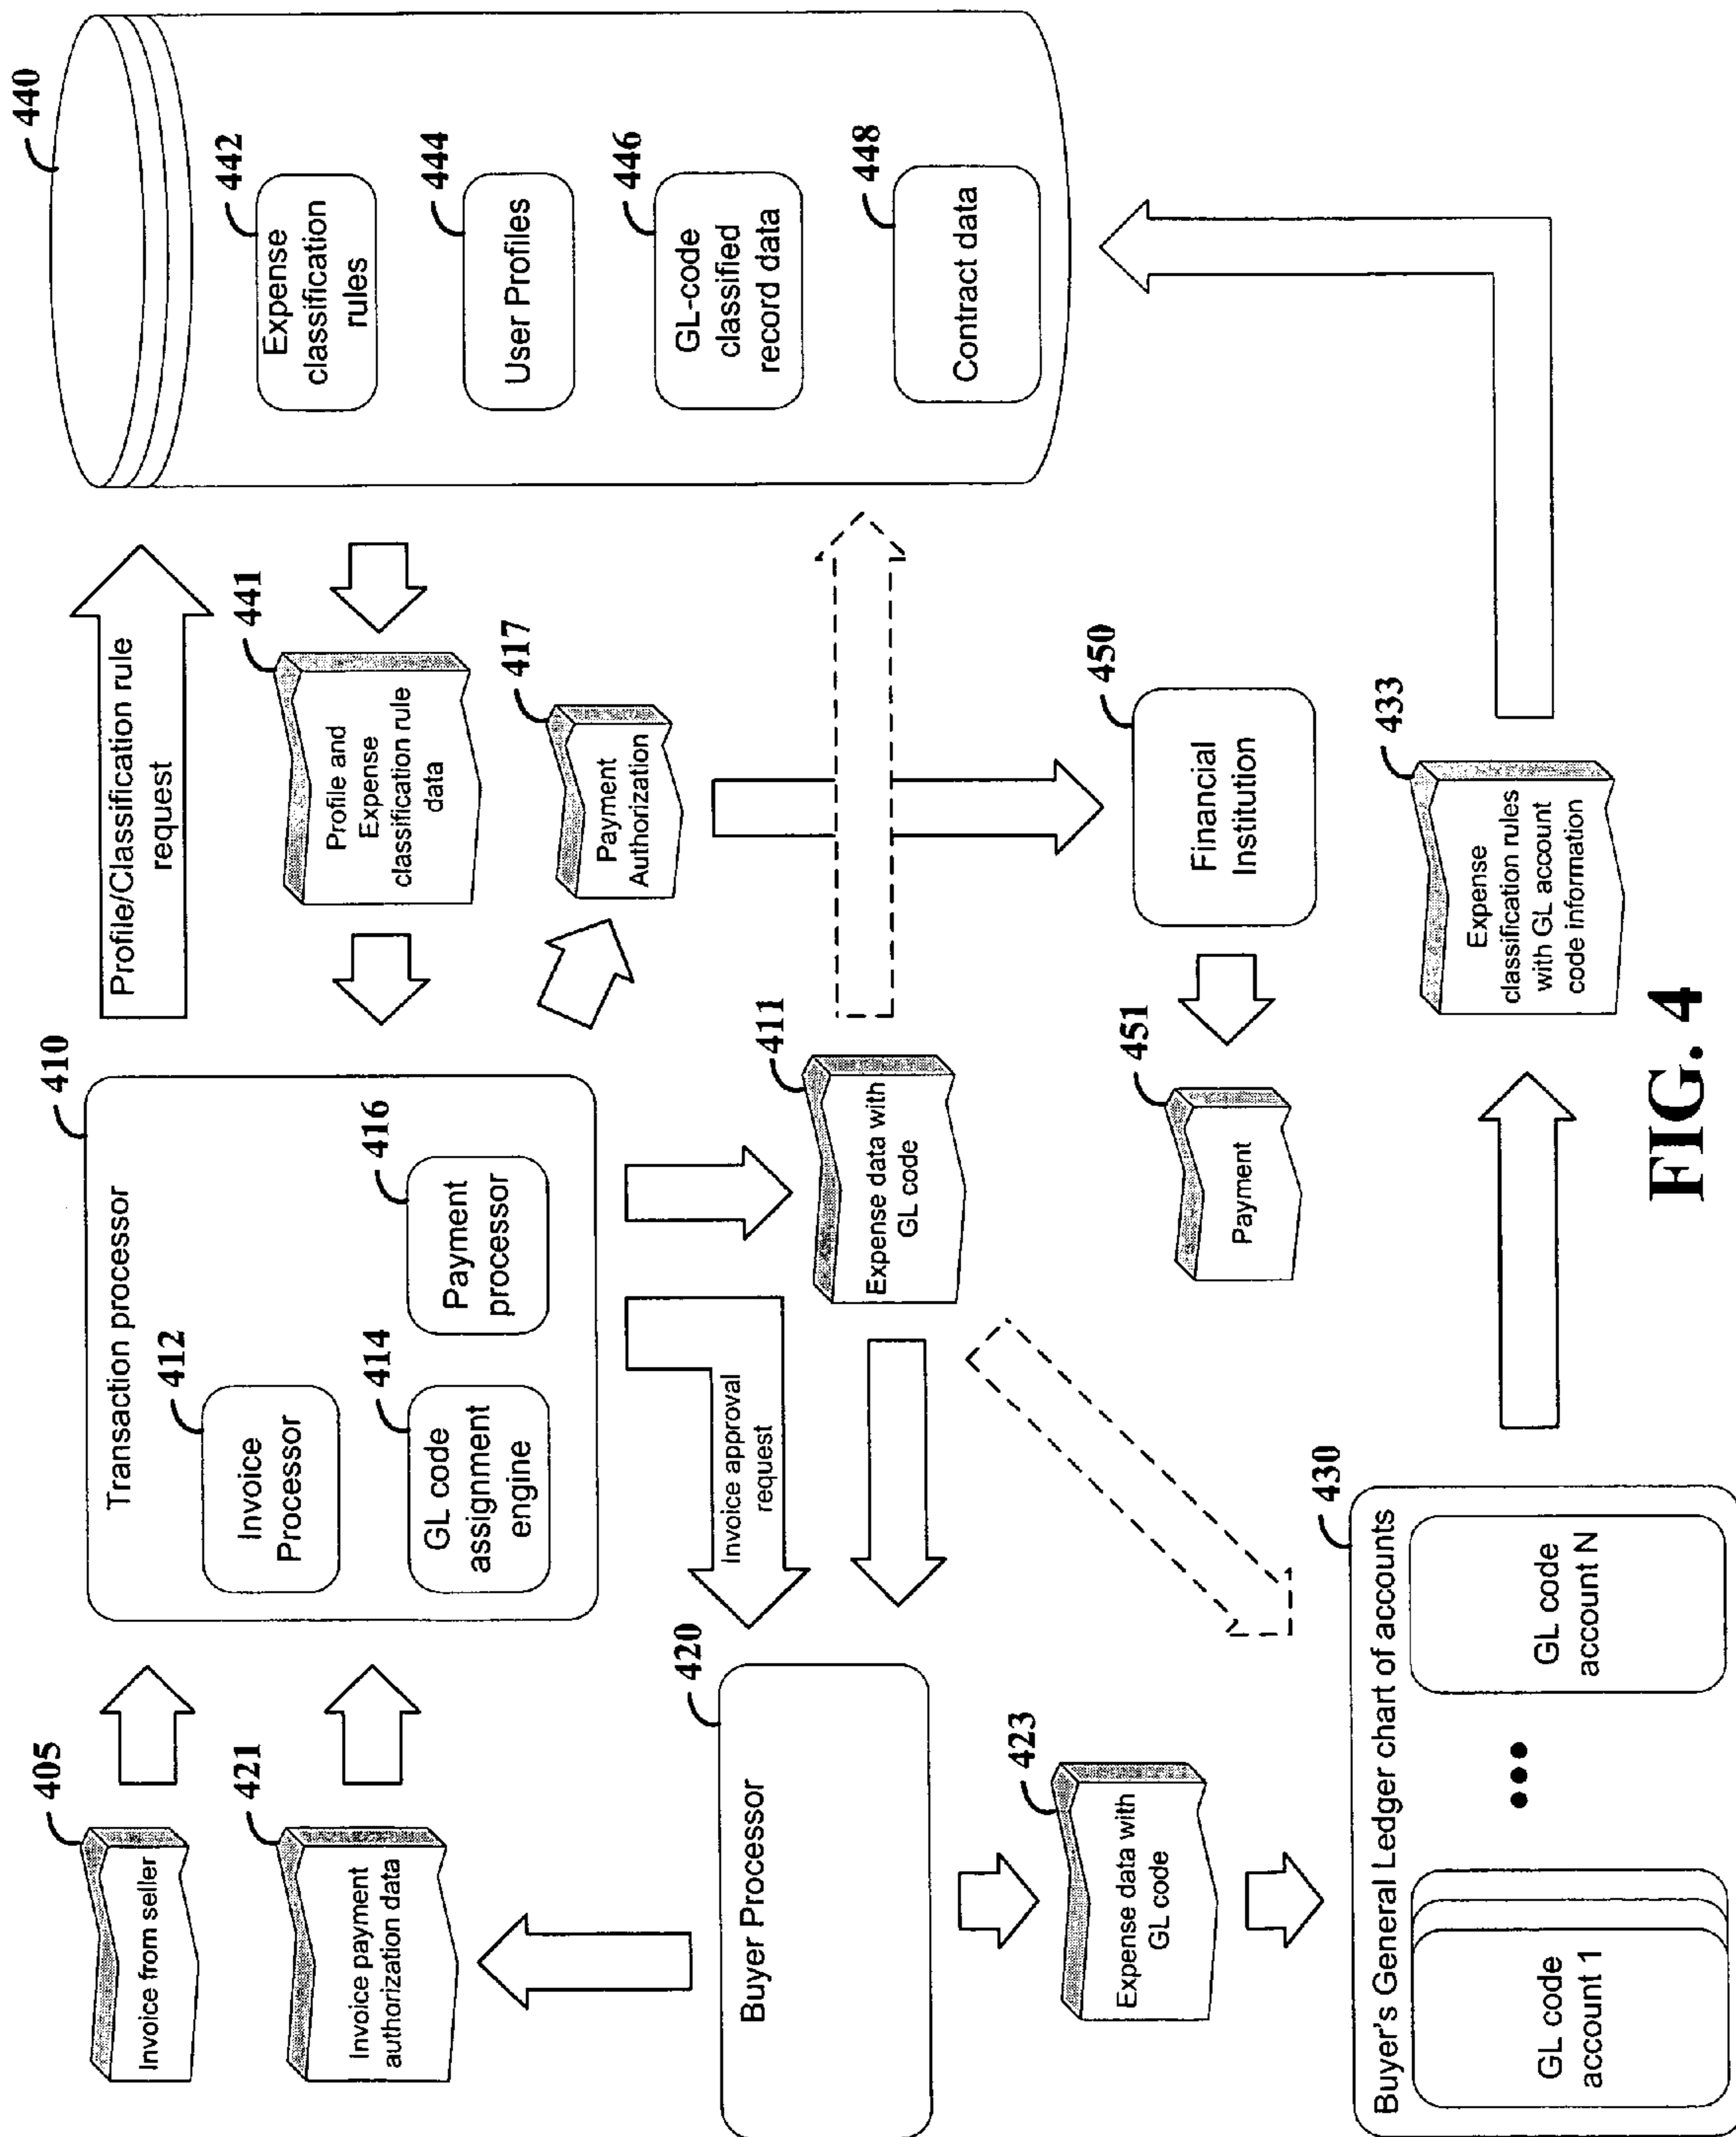 405
Invoice from seller
421
Invoice payment
authorization data
410
Transaction processor
412
Invoice
Processor
414
GL code
assignment
engine
416
Payment
processor
Profile/Classification rule
request
441
Profile and
Expense
classification rule
data
417
Payment
Authorization
440
442
Expense
classification
rules
444
User Profiles
446
GL-code
classified
record data
448
Contract data
420
Buyer Processor
Invoice approval
request
411
Expense data with
GL code
450
Financial
Institution
451
Payment
423
Expense data with
GL code
430
Buyer's General Ledger chart of accounts
GL code
account 1
GL code
account N
433
Expense
classification rules
with GL account
code information
FIG. 4